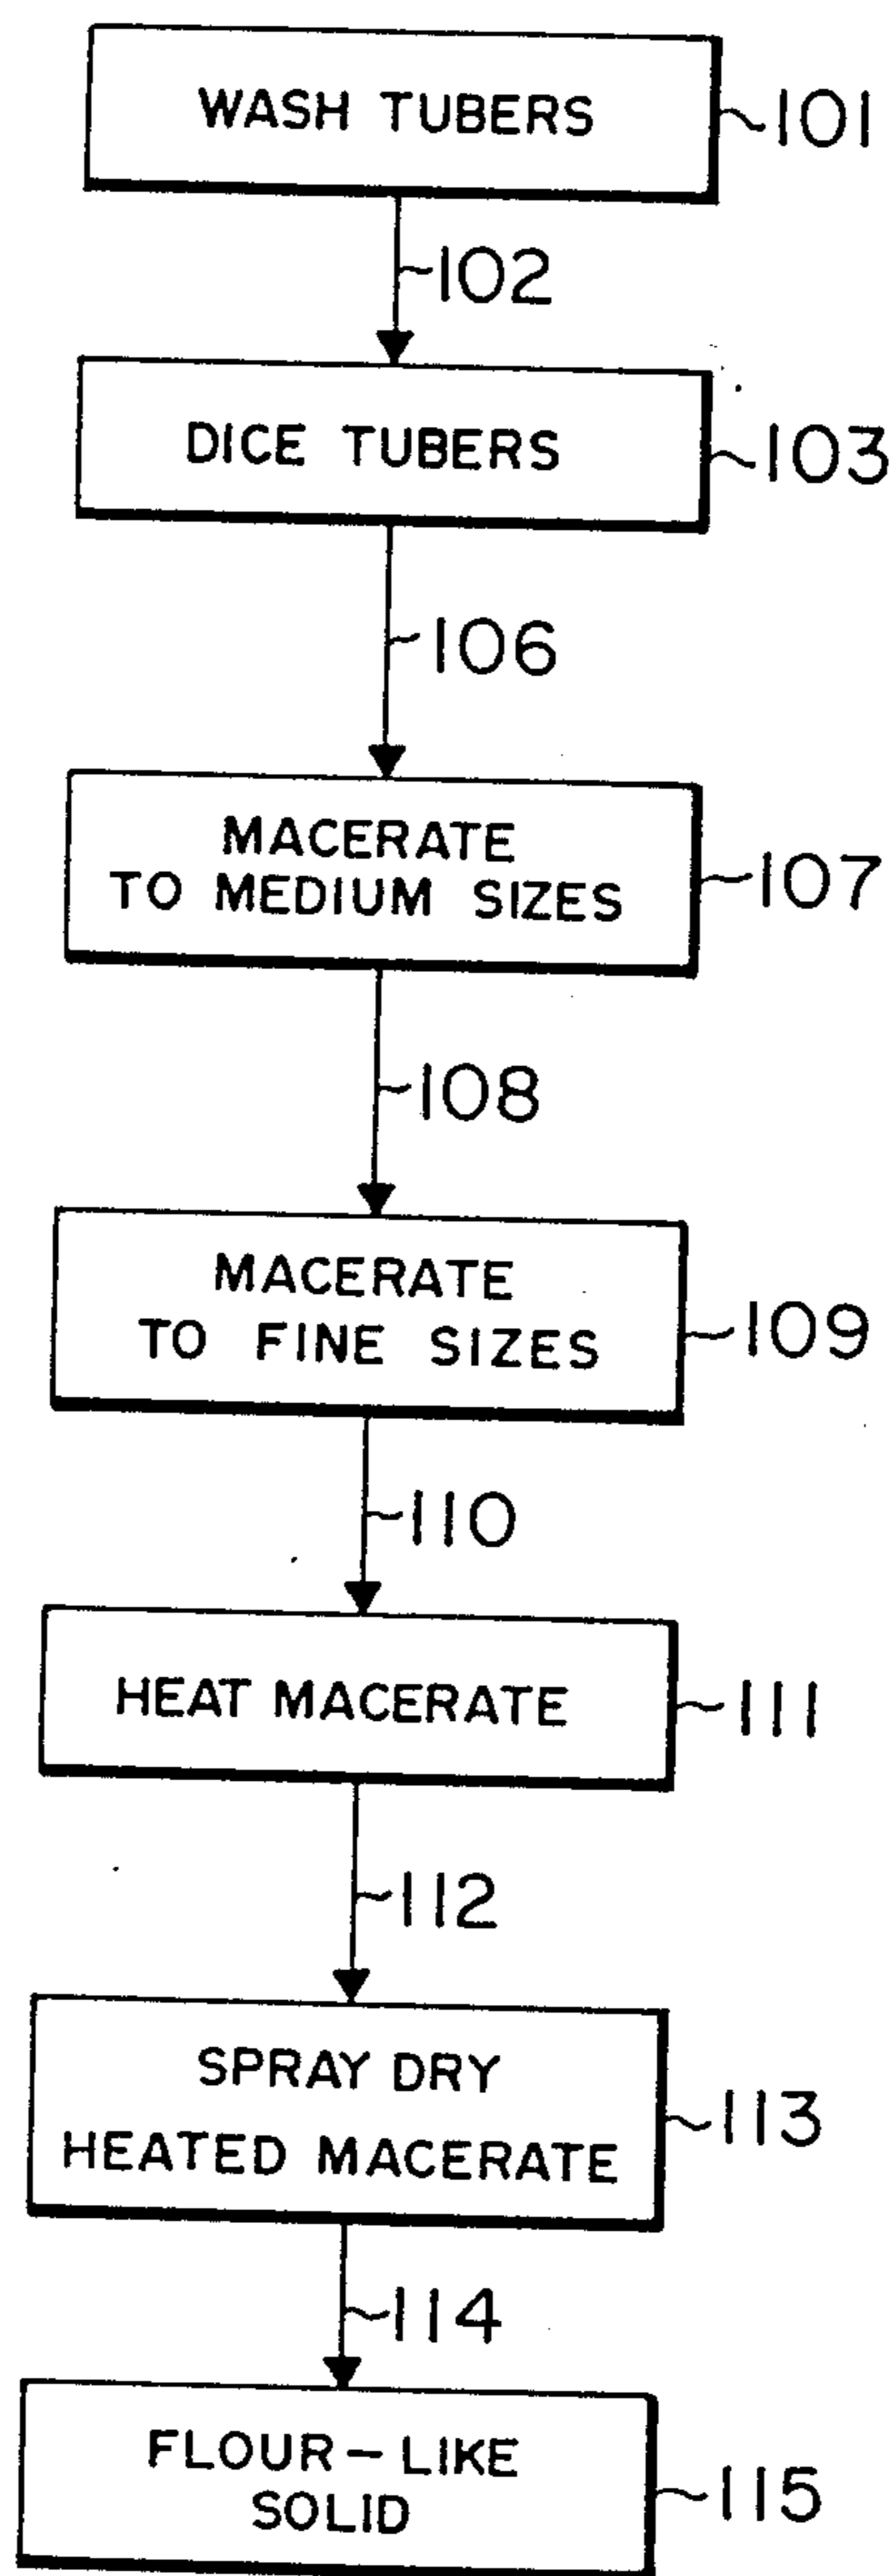 WASH TUBERS
101
102
DICE TUBERS
103
106
MACERATE
TO MEDIUM SIZES
107
108
MACERATE
TO FINE SIZES
109
110
HEAT MACERATE
111
112
SPRAY DRY
HEATED MACERATE
113
114
FLOUR-LIKE
SOLID
115